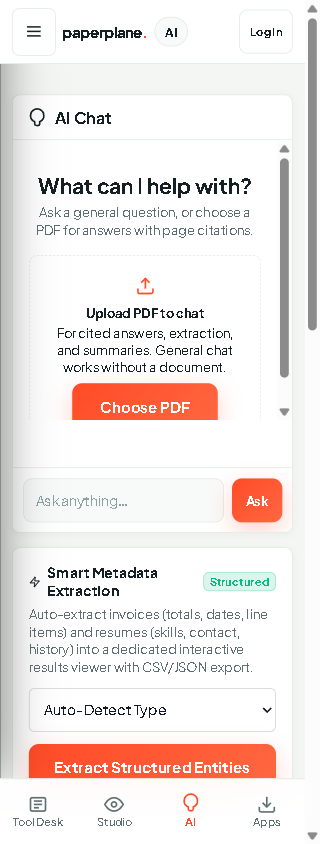 paperplane. AI Login
AI Chat
What can I help with?
Ask a general question, or choose a
PDF for answers with page citations.
Upload PDF to chat
For cited answers, extraction,
and summaries. General chat
works without a document.
Choose PDF
Ask anything...
Ask
Smart Metadata
Extraction
Structured
Auto-extract invoices (totals, dates, line
items) and resumes (skills, contact,
history) into a dedicated interactive
results viewer with CSV/JSON export.
Auto-Detect Type
Extract Structured Entities
Tool Desk Studio AI Apps